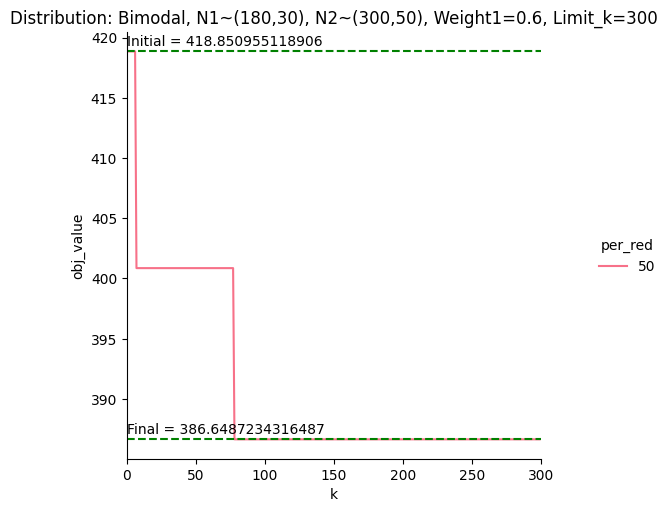 Distribution: Bimodal, N1~(180,30), N2~(300,50), Weight1=0.6, Limit_k=300
420
Initial = 418.850955118906
415
410
405
400
395
390
obj_value
Final = 386.6487234316487
0 50 100 150 200 250 300
k
per_red
50